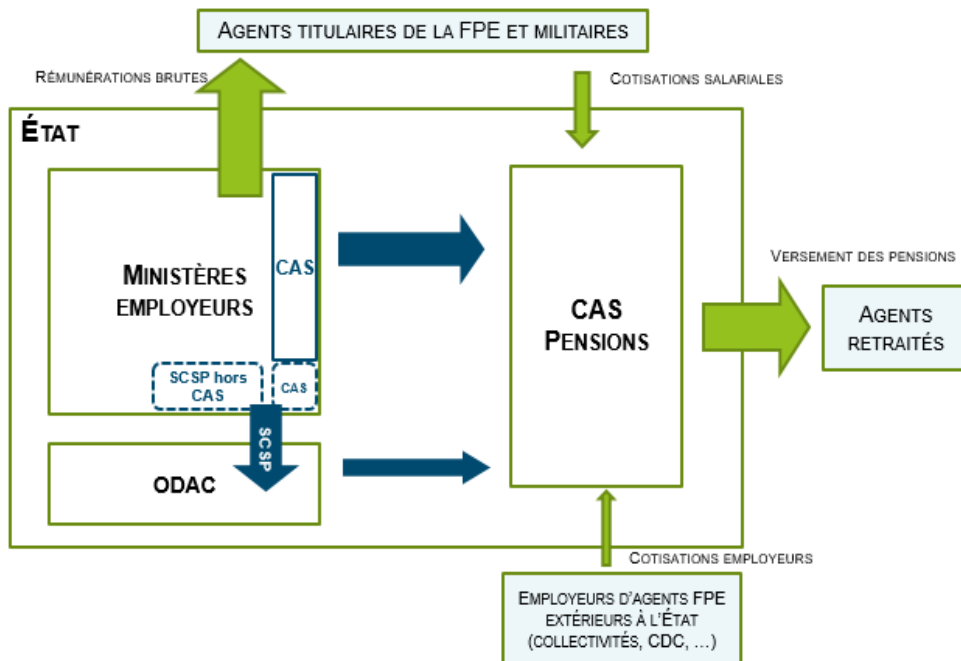 AGENTS TITULAIRES DE LA FPE ET MILITAIRES
RÉMUNÉRATIONS BRUTES
COTISATIONS SALARIALES
ÉTAT
MINISTÈRES
EMPLOYEURS
CAS
SCSP hors
CAS
CAS
SCSP
ODAC
CAS
PENSIONS
VERSEMENT DES PENSIONS
AGENTS
RETRAITÉS
COTISATIONS EMPLOYEURS
EMPLOYEURS D'AGENTS FPE
EXTÉRIEURS À L'ÉTAT
(COLLECTIVITÉS, CDC, ...)